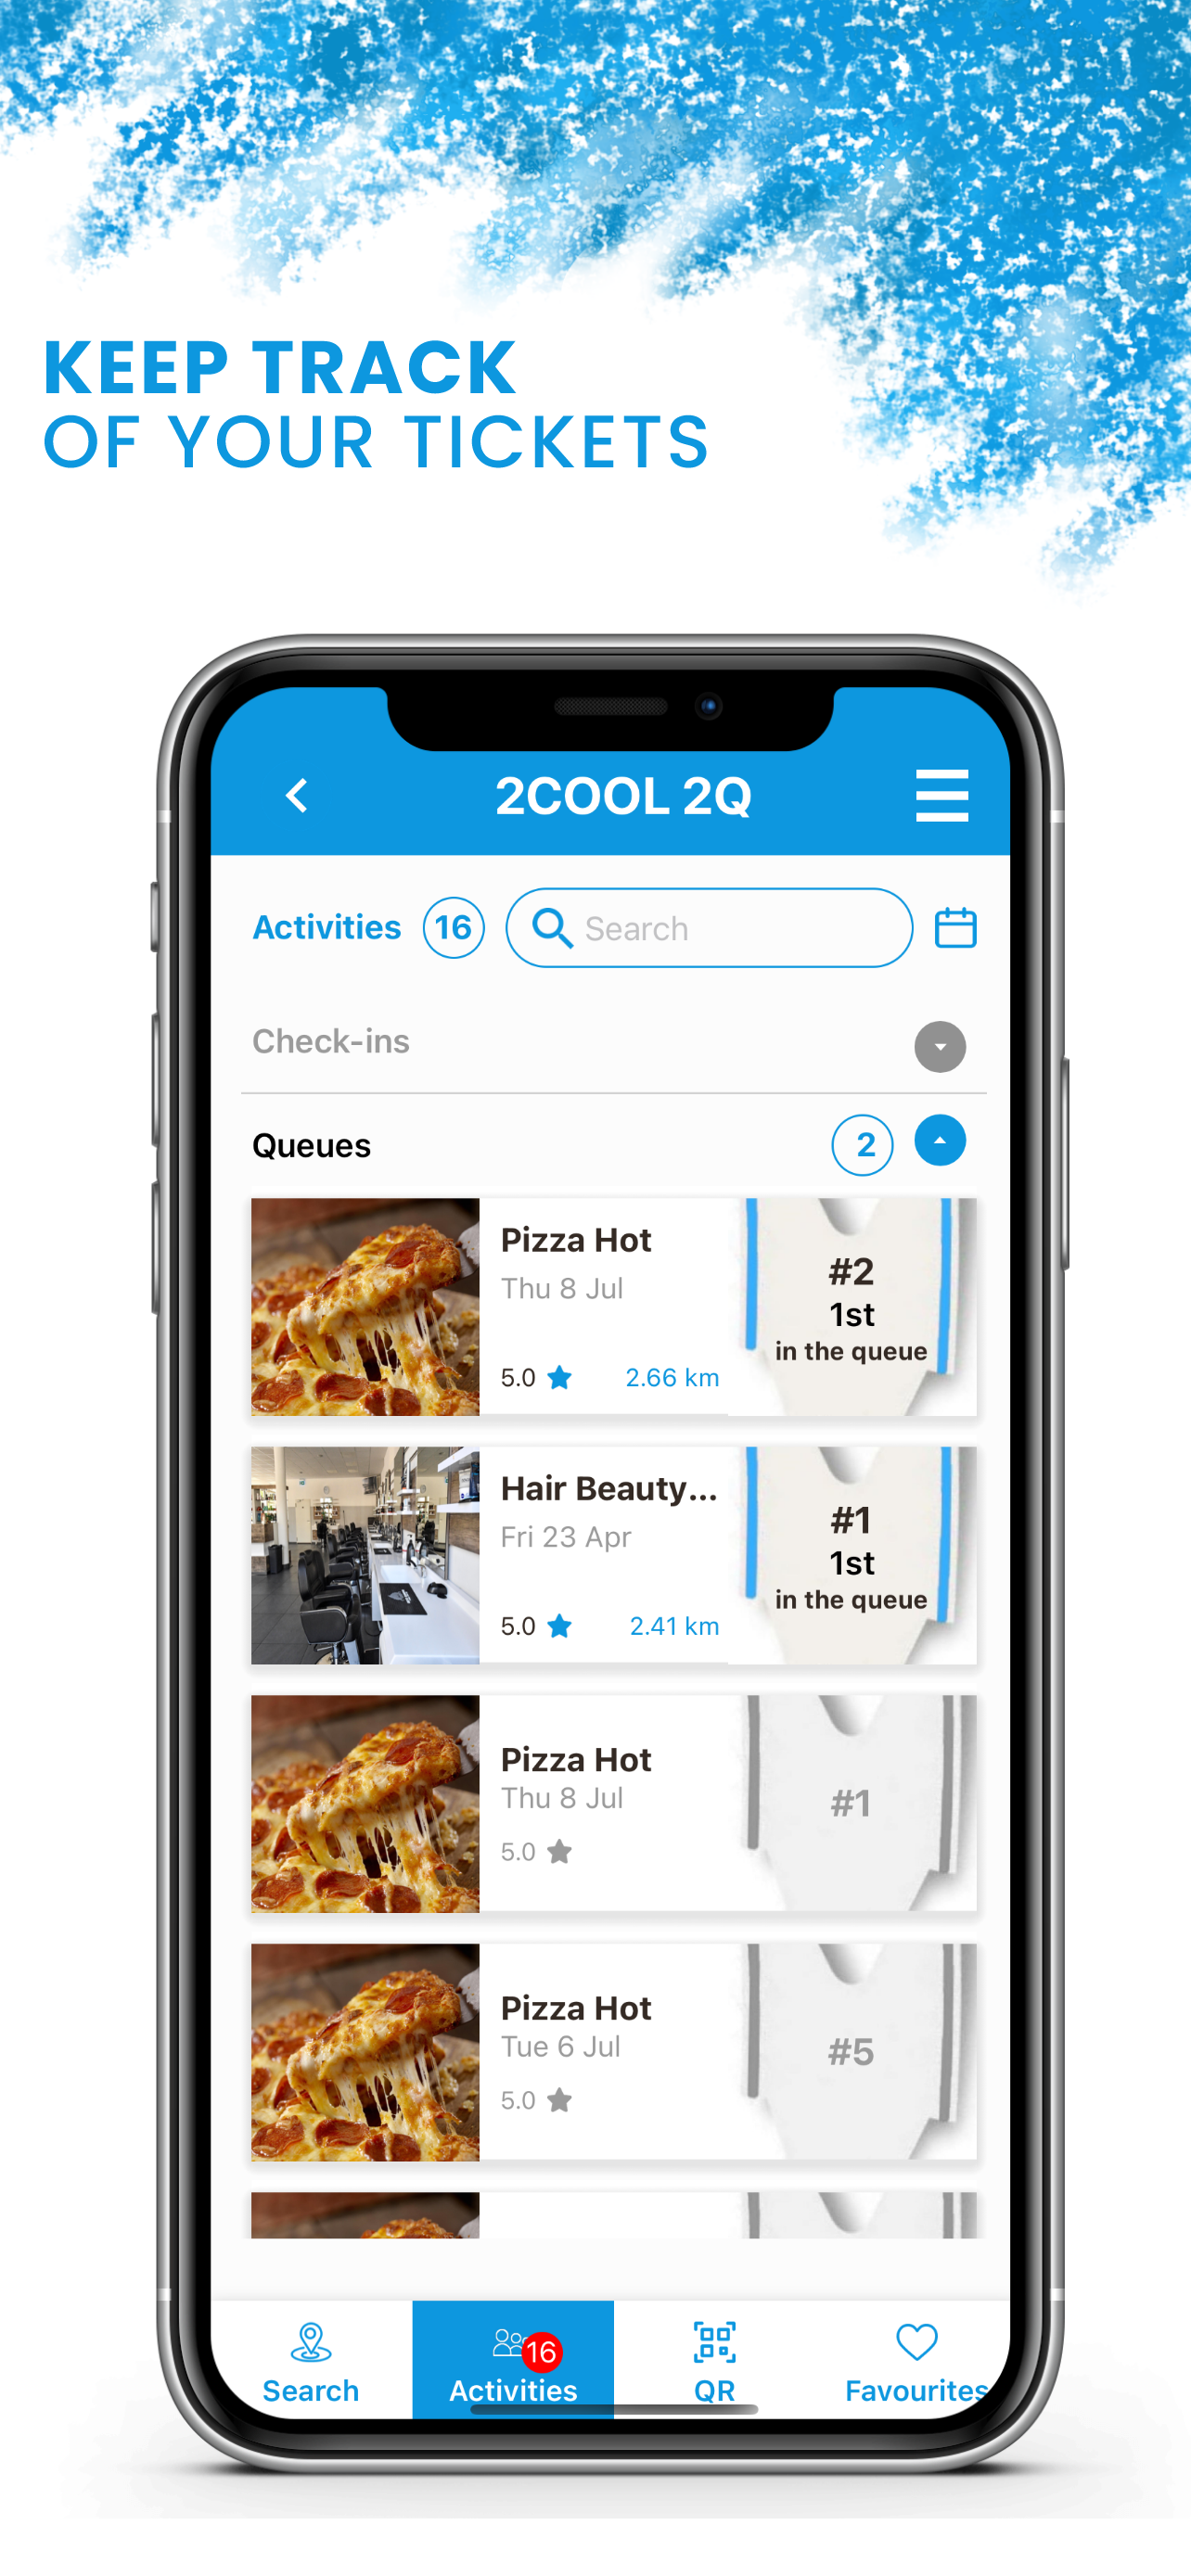 KEEP TRACK
OF YOUR TICKETS
2COOL 2Q
Activities 16 Search
Check-ins
Queues 2
Pizza Hot
Thu 8 Jul
5.0 2.66 km
#2
1st
in the queue
Hair Beauty...
Fri 23 Apr
5.0 2.41 km
#1
1st
in the queue
Pizza Hot
Thu 8 Jul
5.0
#1
Pizza Hot
Tue 6 Jul
5.0
#5
16
Search Activities QR Favourites